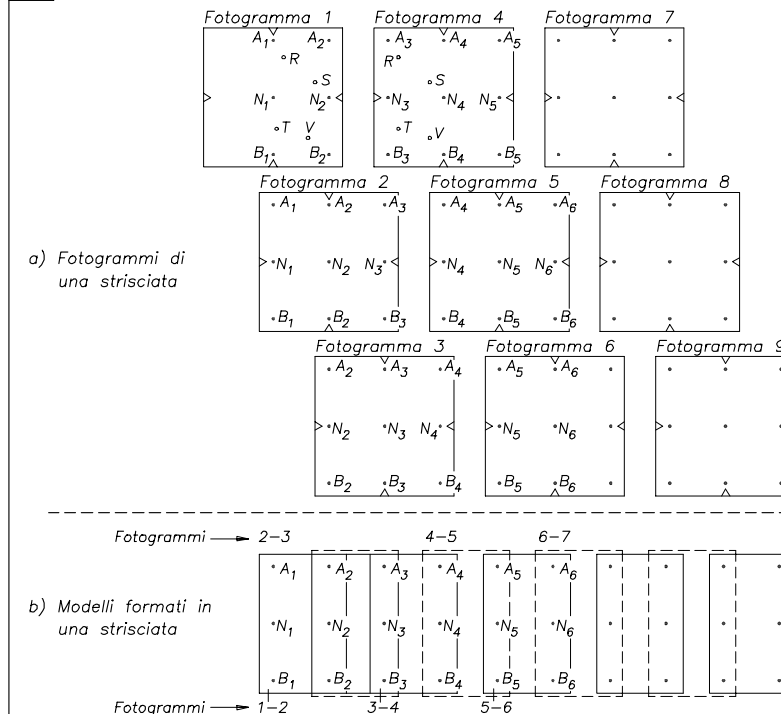 Fotogramma 1 Fotogramma 4 Fotogramma 7
A1 A2 A3 A4 A5
R R
S S
N1 N2 N3 N4 N5
T V T V
B1 B2 B3 B4 B5
Fotogramma 2 Fotogramma 5 Fotogramma 8
A1 A2 A3 A4 A5 A6
a) Fotogrammi di
una strisciata
N1 N2 N3 N4 N5 N6
B1 B2 B3 B4 B5 B6
Fotogramma 3 Fotogramma 6 Fotogramma 9
A2 A3 A4 A5 A6
N2 N3 N4 N5 N6
B2 B3 B4 B5 B6
Fotogrammi 2-3 4-5 6-7
A1 A2 A3 A4 A5 A6
b) Modelli formati in
una strisciata
N1 N2 N3 N4 N5 N6
B1 B2 B3 B4 B5 B6
Fotogrammi 1-2 3-4 5-6